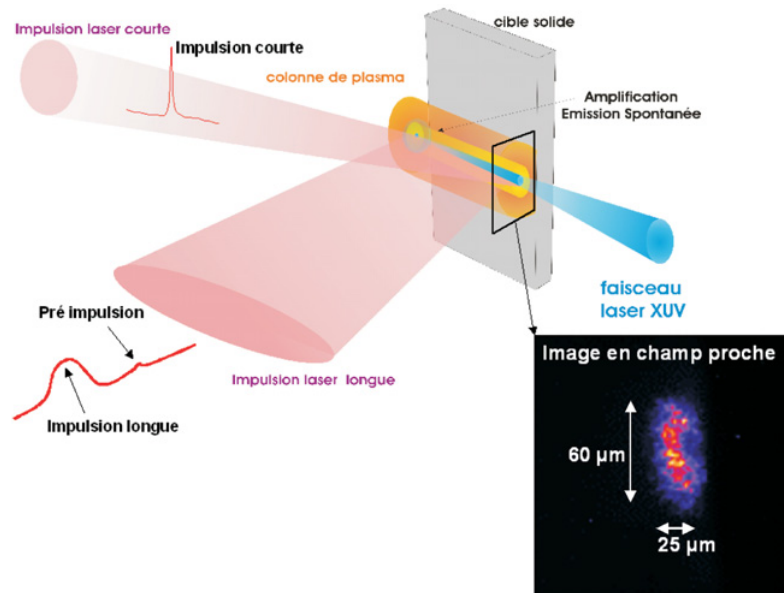 cible solide
Impulsion laser courte
Impulsion courte
colonne de plasma
Amplification
Emission Spontanée
faisceau
laser XUV
Pré impulsion
Impulsion longue
Impulsion laser longue
Image en champ proche
60 µm
25 µm